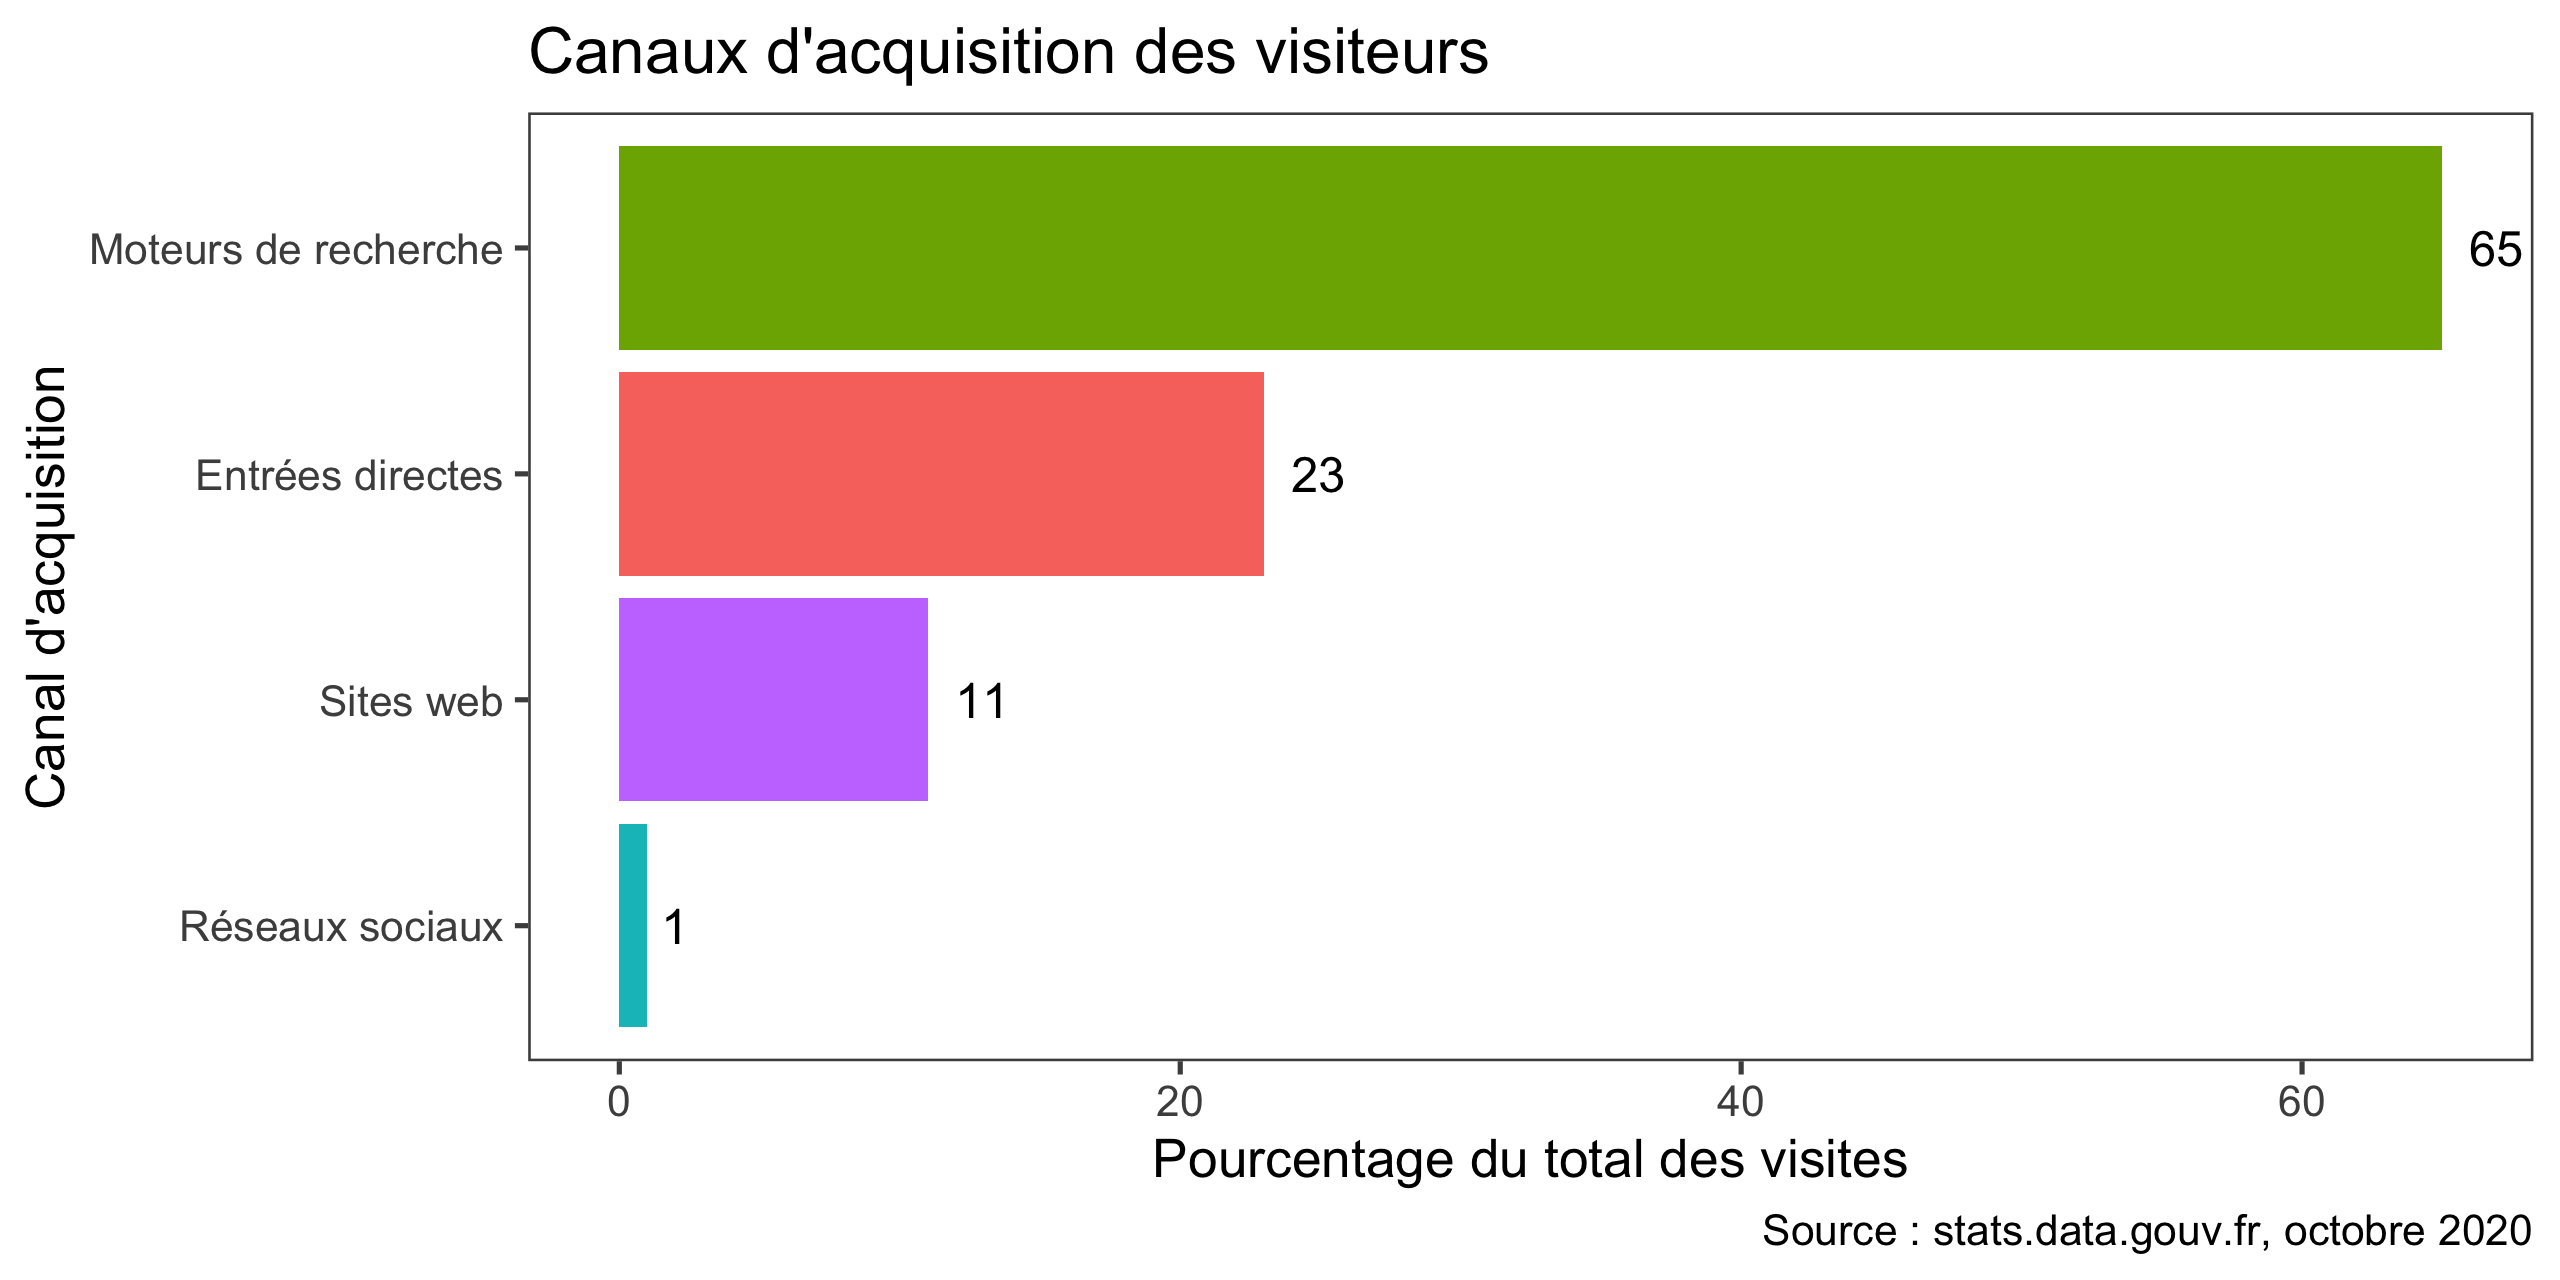 Canaux d'acquisition des visiteurs
Canal d'acquisition
Moteurs de recherche
65
Entrées directes
23
Sites web
11
Réseaux sociaux
1
0 20 40 60
Pourcentage du total des visites
Source : stats.data.gouv.fr, octobre 2020